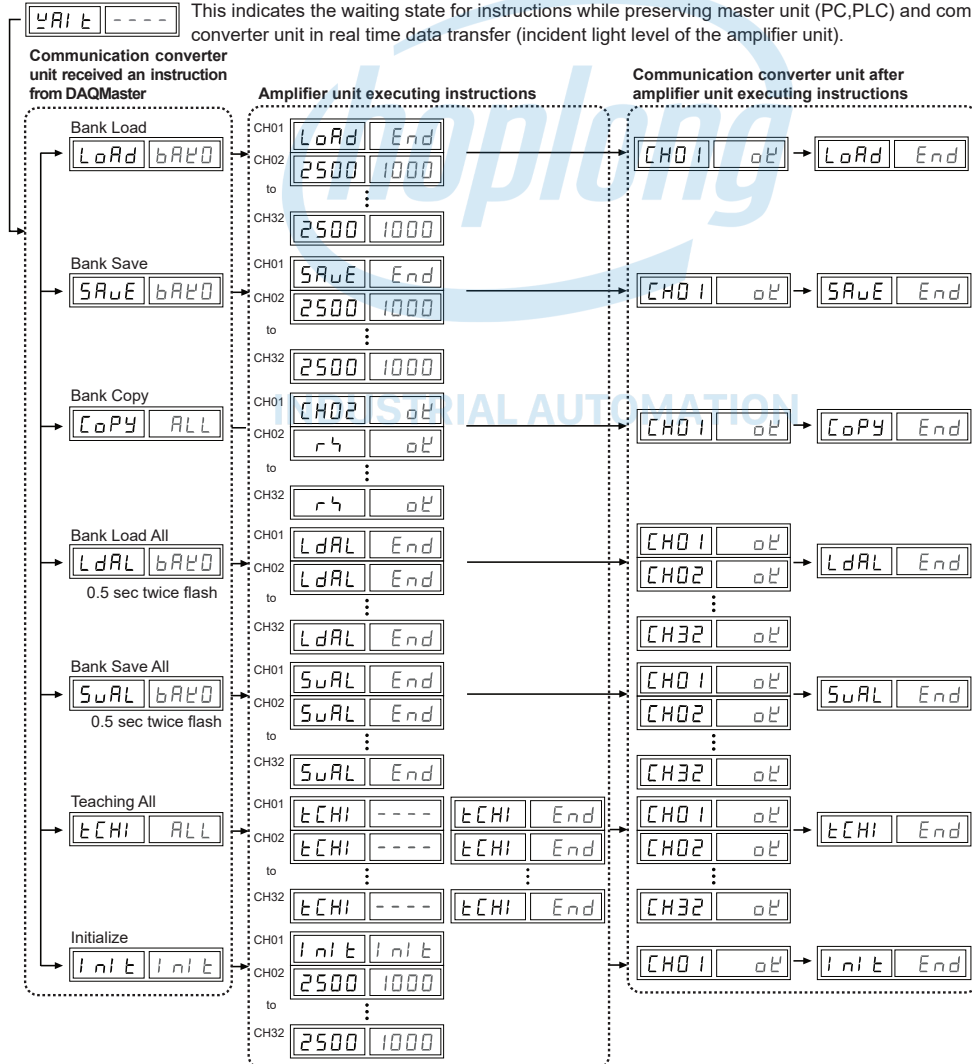 WAIt ----
This indicates the waiting state for instructions while preserving master unit (PC,PLC) and com
converter unit in real time data transfer (incident light level of the amplifier unit).
Communication converter
unit received an instruction
from DAQMaster
Amplifier unit executing instructions
Communication converter unit after
amplifier unit executing instructions
hoplong
INDUSTRIAL AUTOMATION
Bank Load
LoAd bAK0
CH01 LoAd End
CH02 2500 1000
to
CH32 2500 1000
CH01 oK
LoAd End
Bank Save
SAvE bAK0
CH01 SAvE End
CH02 2500 1000
to
CH32 2500 1000
CH01 oK
SAvE End
Bank Copy
CoPY ALL
CH01 CH02 oK
CH02 oK
to
CH32 oK
CH01 oK
CoPY End
Bank Load All
LdAL bAK0
0.5 sec twice flash
CH01 LdAL End
CH02 LdAL End
to
CH32 LdAL End
CH01 oK
CH02 oK
CH32 oK
LdAL End
Bank Save All
SvAL bAK0
0.5 sec twice flash
CH01 SvAL End
CH02 SvAL End
to
CH32 SvAL End
CH01 oK
CH02 oK
CH32 oK
SvAL End
Teaching All
tCHI ALL
CH01 tCHI ---- tCHI End
CH02 tCHI ---- tCHI End
to
CH32 tCHI ---- tCHI End
CH01 oK
CH02 oK
CH32 oK
tCHI End
Initialize
InIt InIt
CH01 InIt InIt
CH02 2500 1000
to
CH32 2500 1000
CH01 oK
InIt End